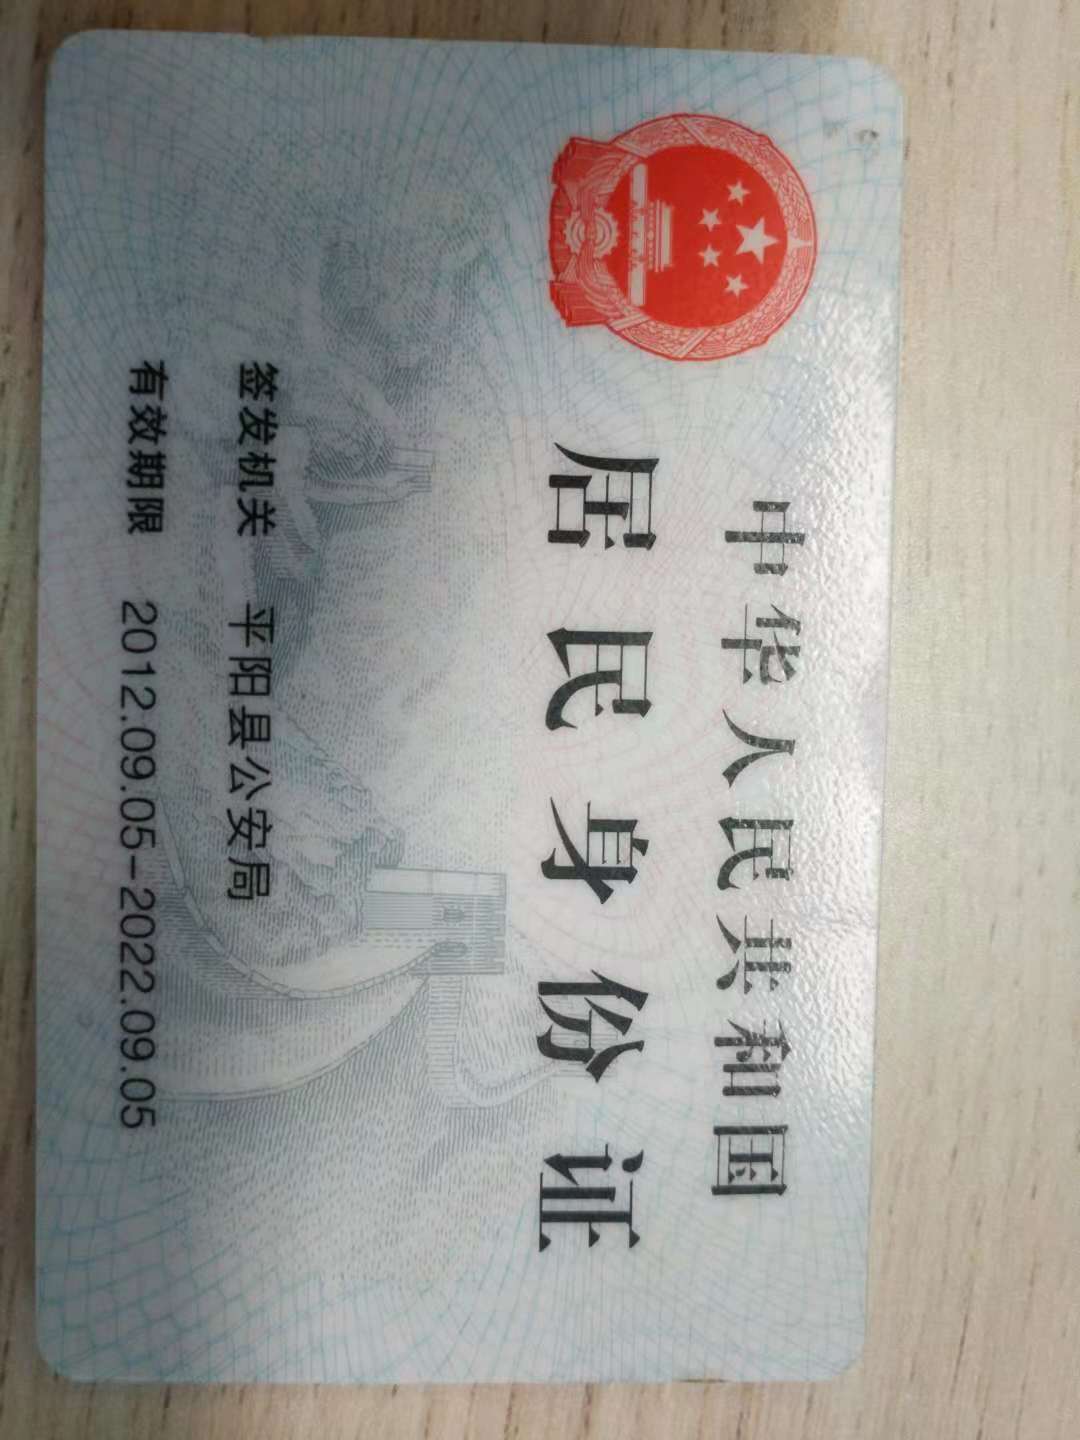 中华人民共和国
居民身份证
签发机关 平阳县公安局
有效期限 2012.09.05-2022.09.05